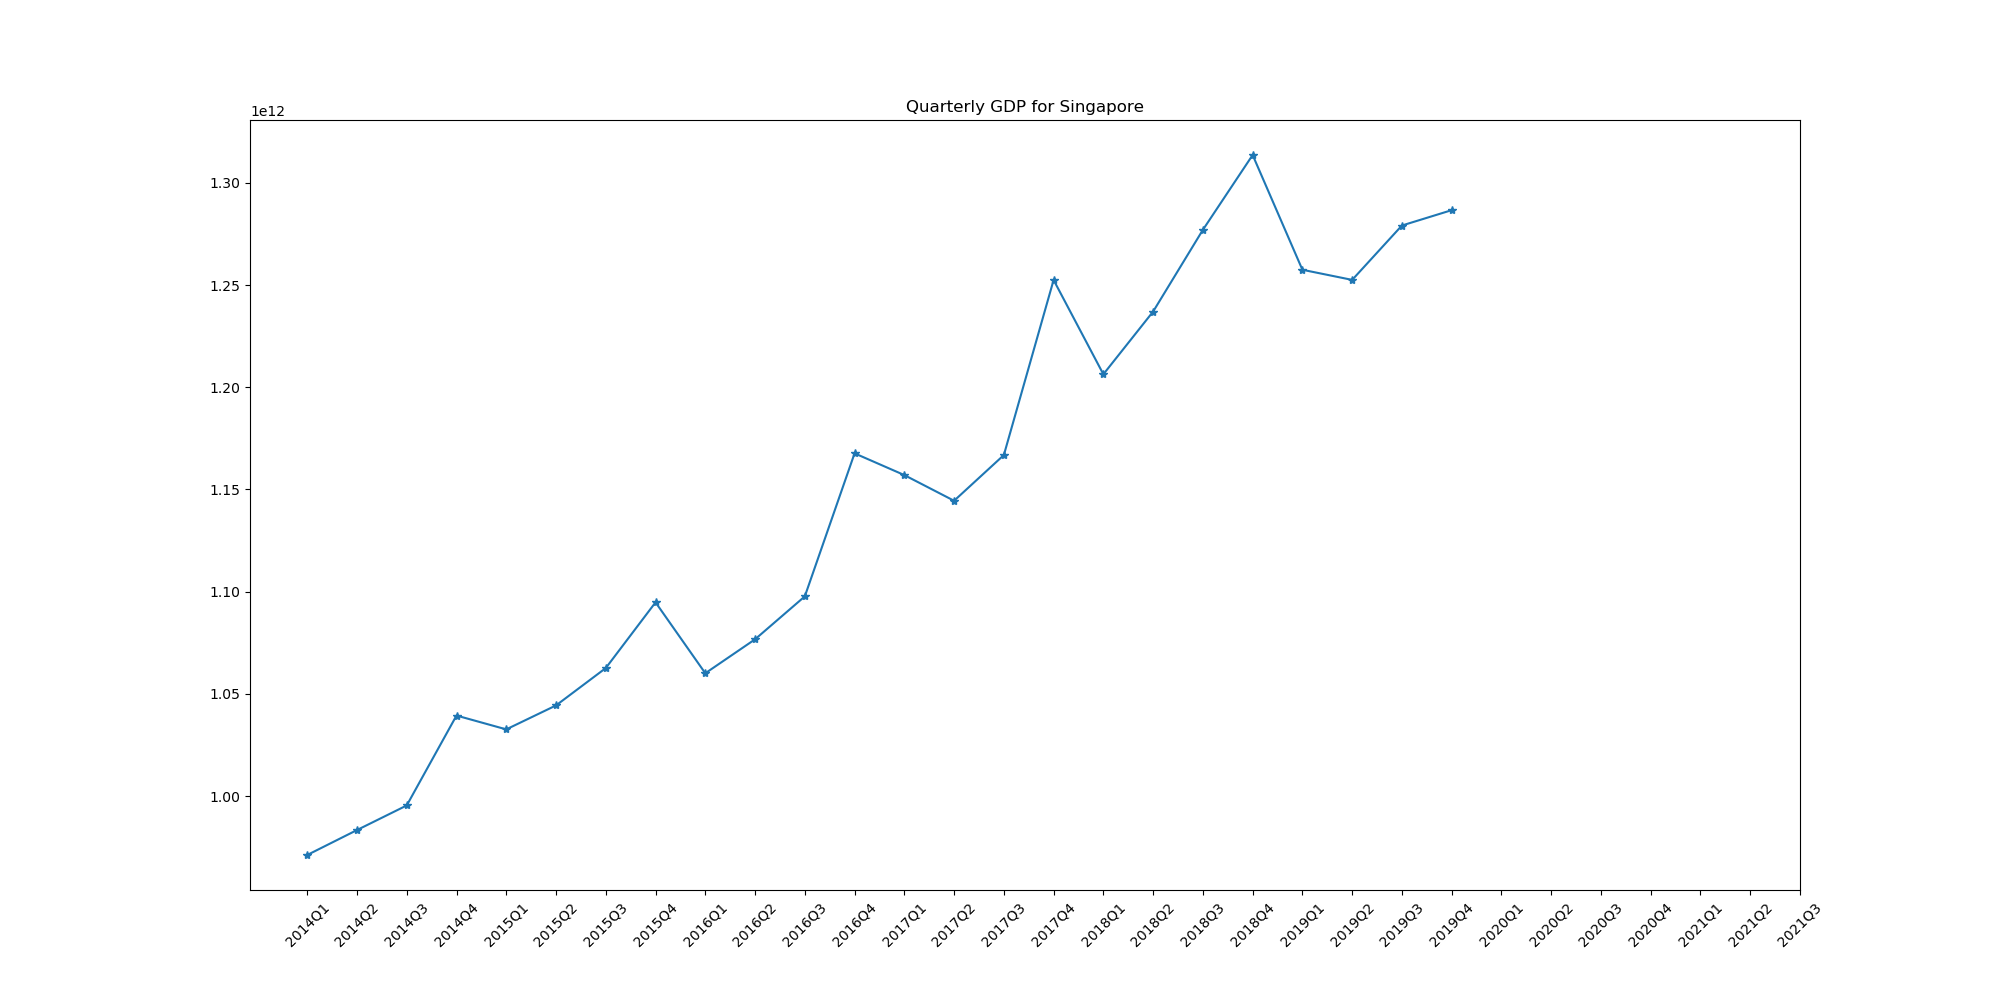 Quarterly GDP for Singapore
1e12
1.30
1.25
1.20
1.15
1.10
1.05
1.00
2014Q1
2014Q2
2014Q3
2014Q4
2015Q1
2015Q2
2015Q3
2015Q4
2016Q1
2016Q2
2016Q3
2016Q4
2017Q1
2017Q2
2017Q3
2017Q4
2018Q1
2018Q2
2018Q3
2018Q4
2019Q1
2019Q2
2019Q3
2019Q4
2020Q1
2020Q2
2020Q3
2020Q4
2021Q1
2021Q2
2021Q3